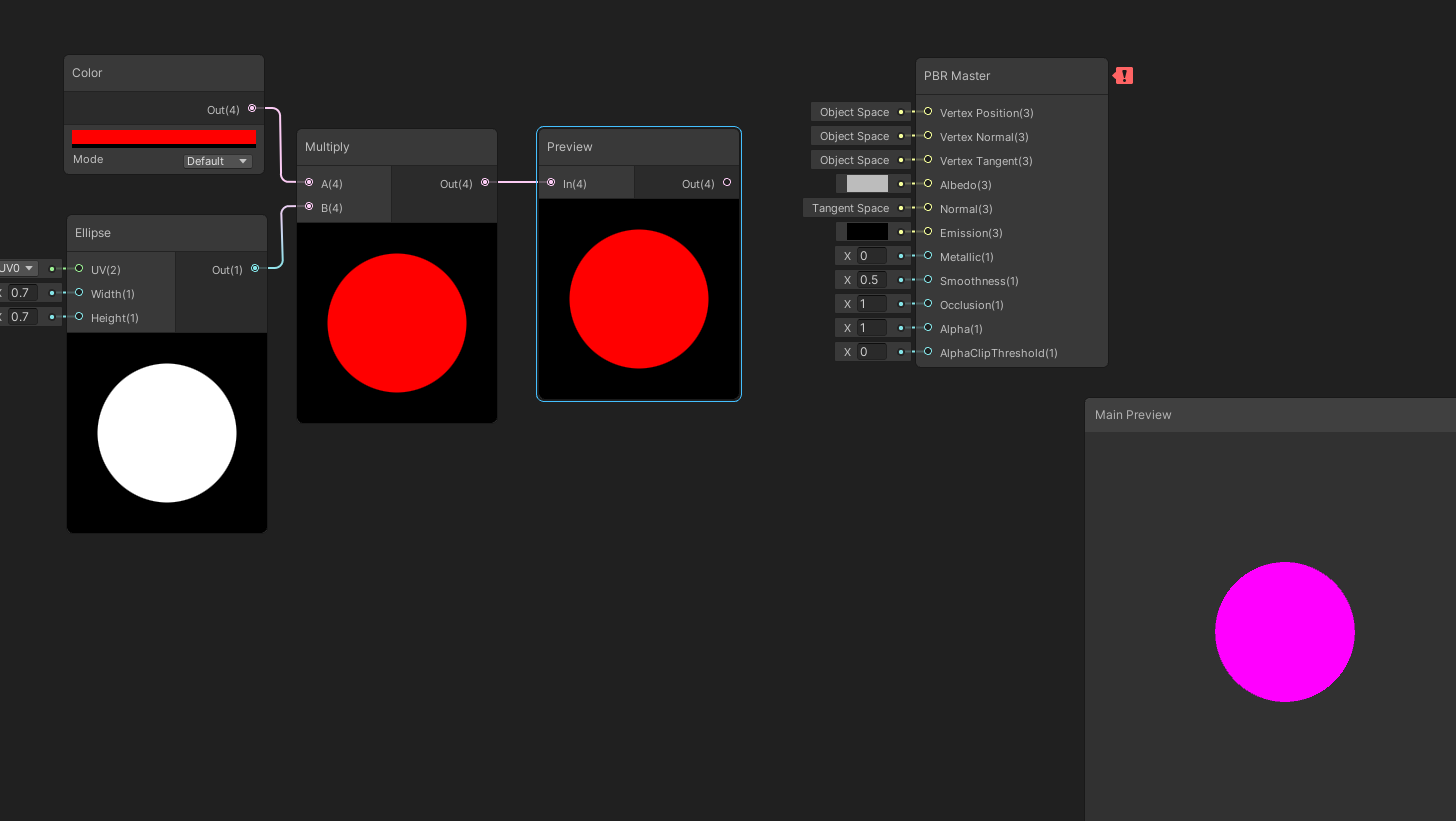 Color
Out(4)
Mode
Default
Ellipse
UV0
UV(2)
Out(1)
X
0.7
Width(1)
X
0.7
Height(1)
Multiply
A(4)
Out(4)
B(4)
Preview
In(4)
Out(4)
PBR Master
!
Object Space
Vertex Position(3)
Object Space
Vertex Normal(3)
Object Space
Vertex Tangent(3)
Albedo(3)
Tangent Space
Normal(3)
Emission(3)
X 0
Metallic(1)
X 0.5
Smoothness(1)
X 1
Occlusion(1)
X 1
Alpha(1)
X 0
AlphaClipThreshold(1)
Main Preview